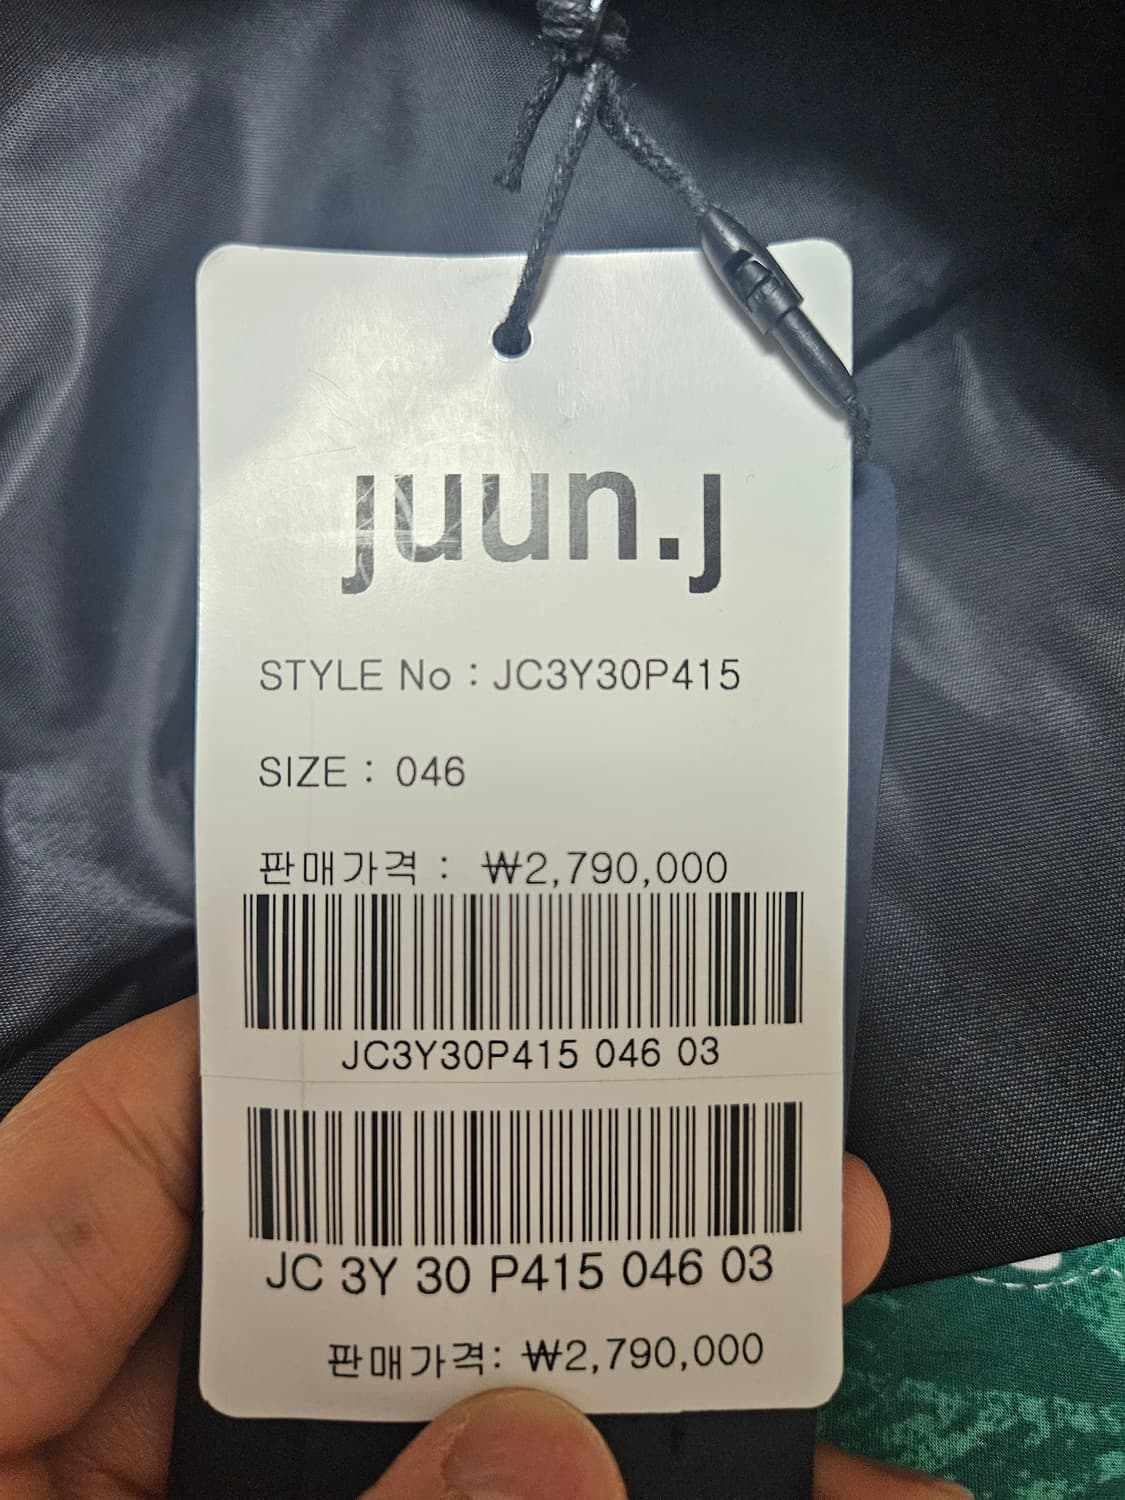 juun.j
STYLE No : JC3Y30P415
SIZE : 046
판매가격 : ₩2,790,000
JC3Y30P415 046 03
JC 3Y 30 P415 046 03
판매가격: ₩2,790,000